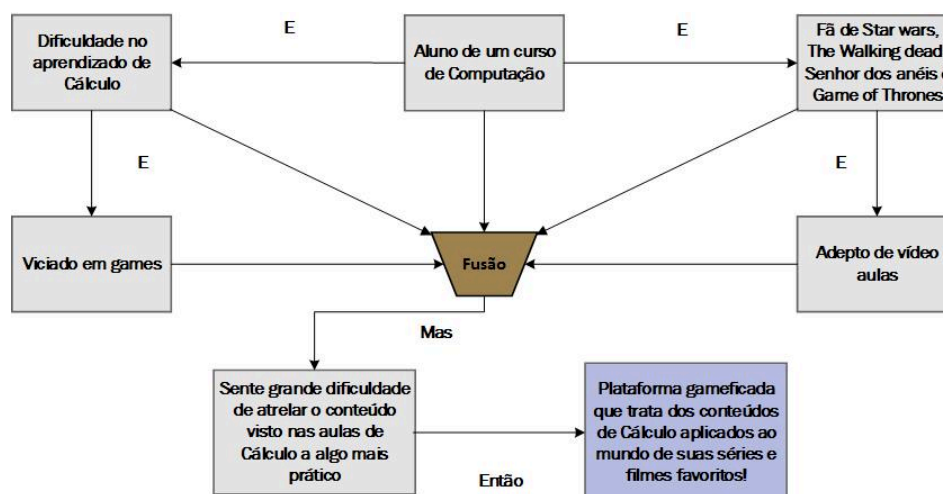 Dificuldade no
aprendizado de
Cálculo
E
Aluno de um curso
de Computação
E
Fã de Star wars,
The Walking dead
Senhor dos anéis e
Game of Thrones
E
E
Viciado em games
Fusão
Adepto de vídeo
aulas
Mas
Sente grande dificuldade
de atrelar o conteúdo
visto nas aulas de
Cálculo a algo mais
prático
Então
Plataforma gameficada
que trata dos conteúdos
de Cálculo aplicados ao
mundo de suas séries e
filmes favoritos!